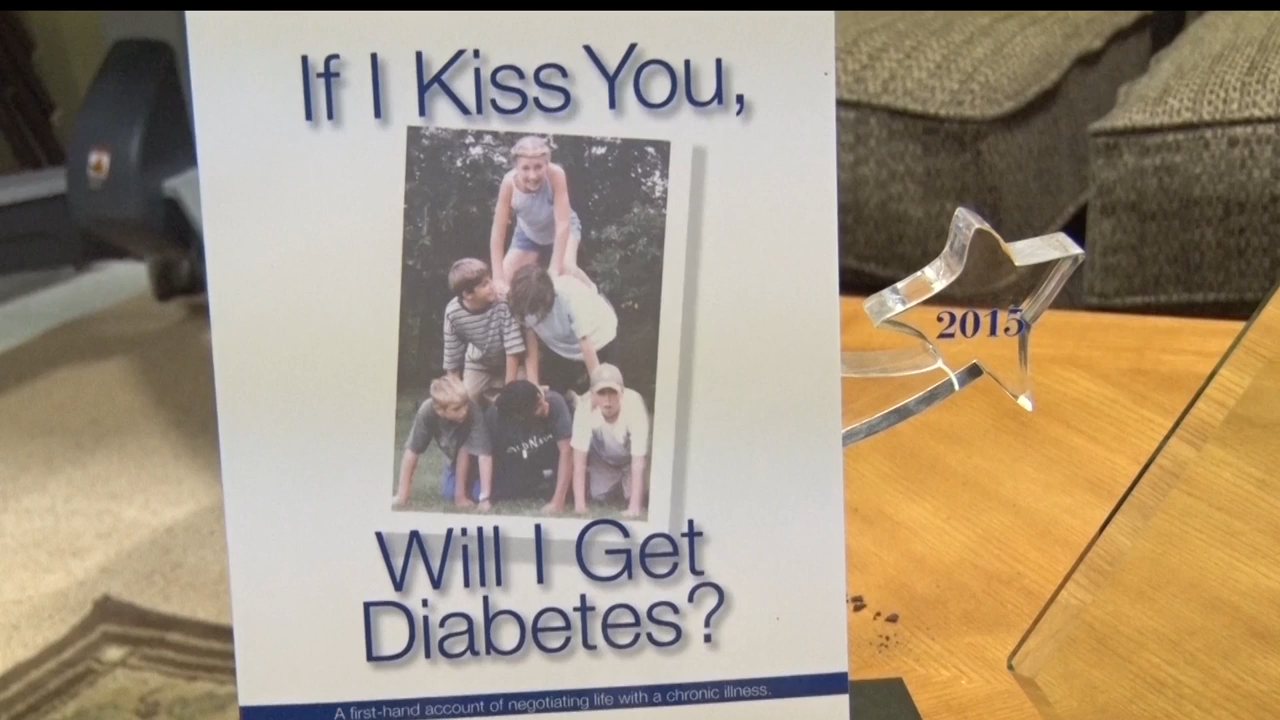 If I Kiss You,
Will I Get
Diabetes?
A first-hand account of negotiating life with a chronic illness.
2015